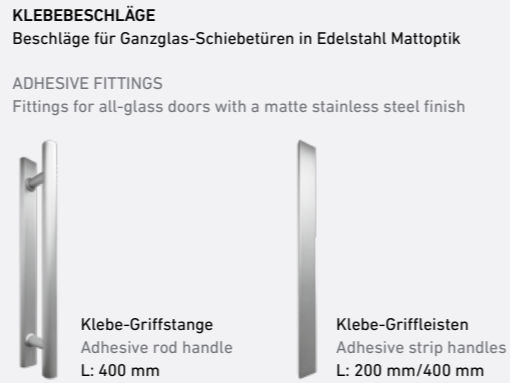 KLEBEBESCHLÄGE
Beschläge für Ganzglas-Schiebetüren in Edelstahl Mattoptik
ADHESIVE FITTINGS
Fittings for all-glass doors with a matte stainless steel finish
Klebe-Griffstange
Adhesive rod handle
L: 400 mm
Klebe-Griffleisten
Adhesive strip handles
L: 200 mm/400 mm